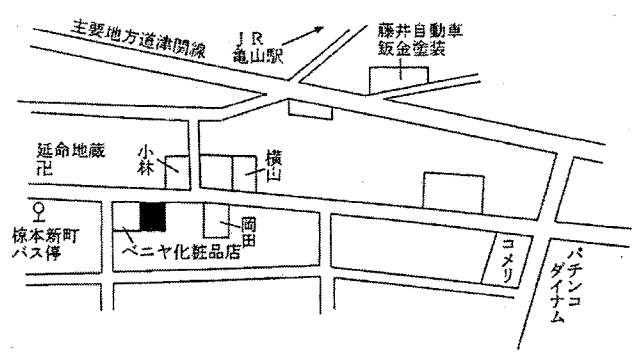 主要地方道津関線
JR
亀山駅
藤井自動車
鈑金塗装
延命地蔵
卍
小林
横山
椋本新町
バス停
ベニヤ化粧品店
岡田
コメリ
パチンコ
ダイナム